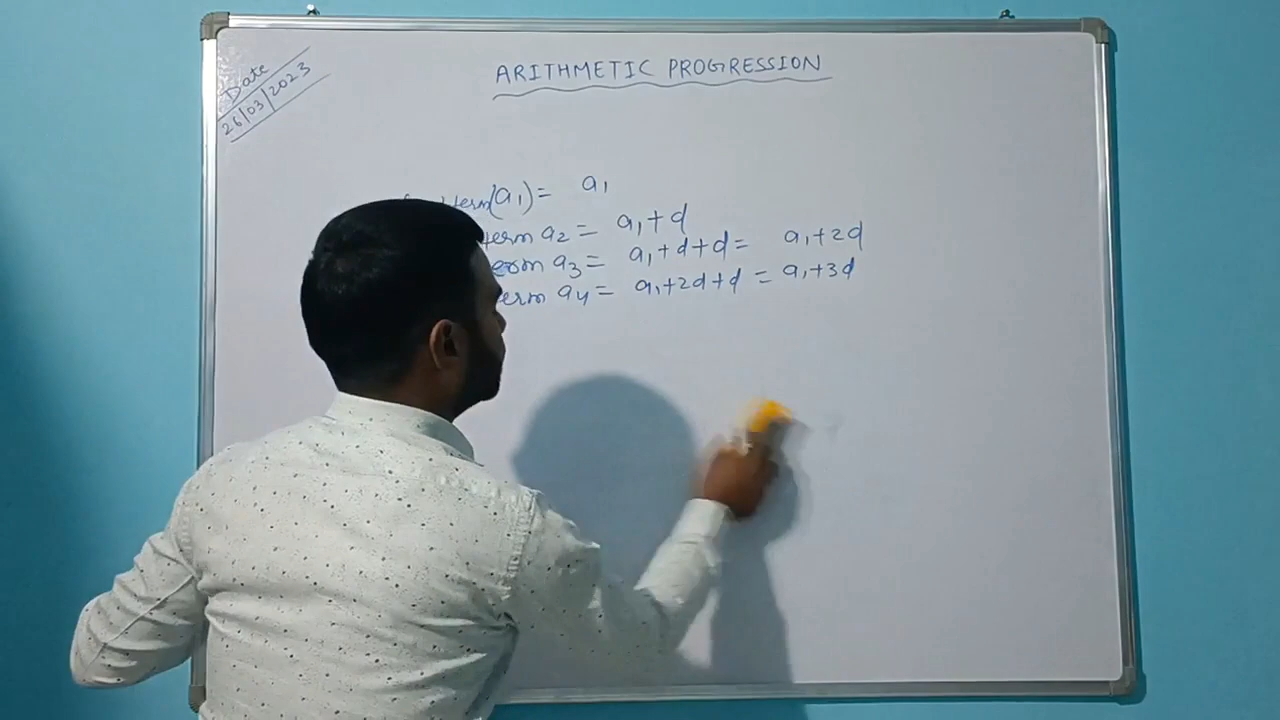 Date
26/03/2023
ARITHMETIC PROGRESSION
term(a₁) = a₁
term a₂ = a₁+d
term a₃ = a₁+d+d = a₁+2d
term a₄ = a₁+2d+d = a₁+3d